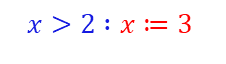 x > 2 : x := 3